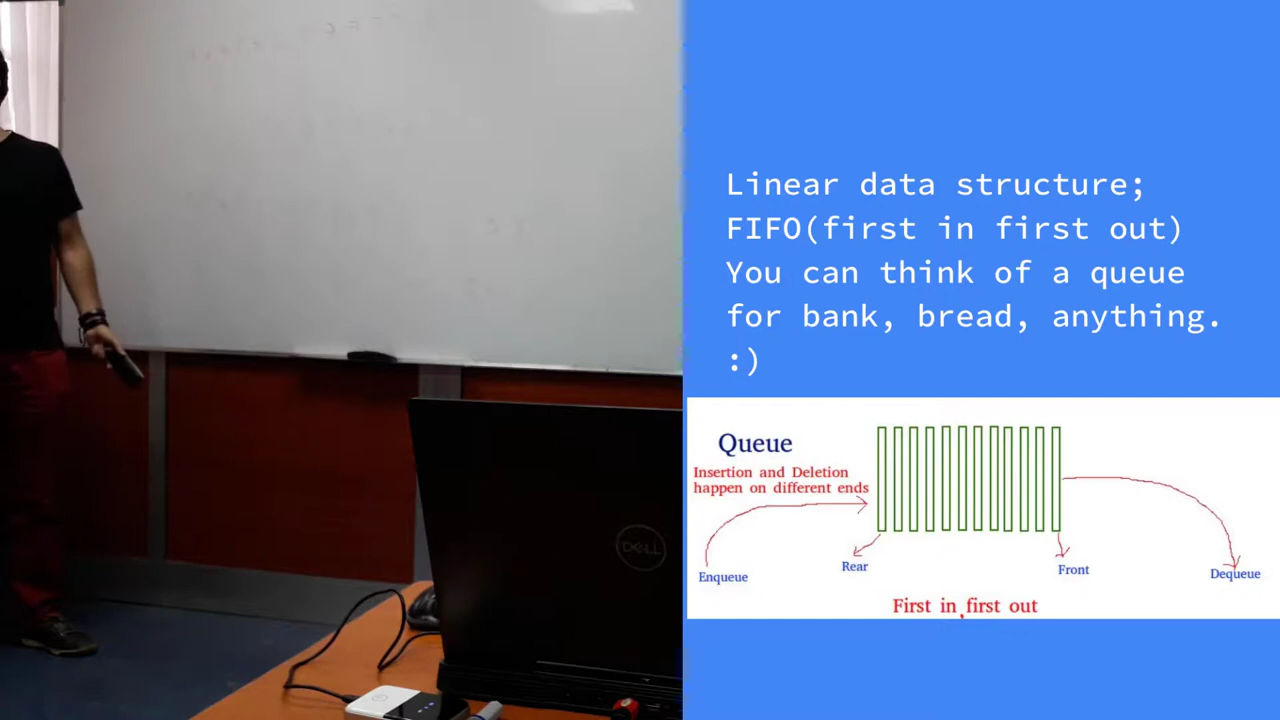 Linear data structure;
FIFO(first in first out)
You can think of a queue
for bank, bread, anything.
:)
Queue
Insertion and Deletion
happen on different ends
Enqueue
Rear
Front
Dequeue
First in,first out
DELL